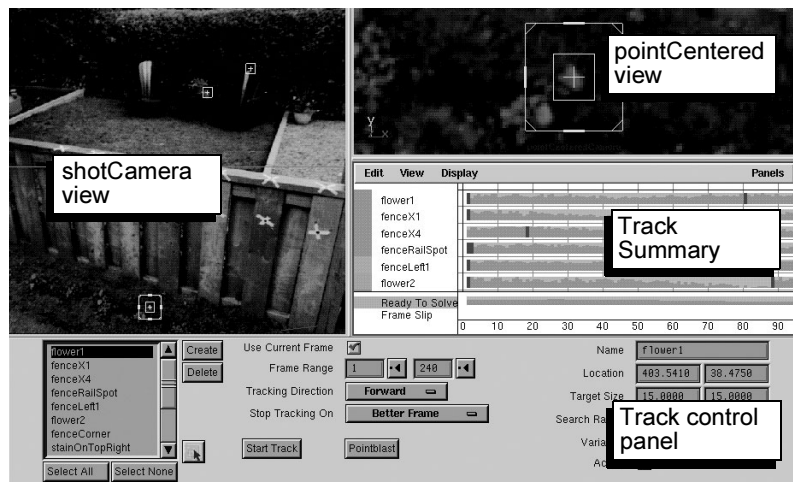 shotCamera
view
pointCentered
view
Y
X
Edit View Display Panels
flower1
fenceX1
fenceX4
fenceRailSpot
fenceLeft1
flower2
Ready To Solve
Frame Slip
0 10 20 30 40 50 60 70 80 90
Track
Summary
flower1
fenceX1
fenceX4
fenceRailSpot
fenceLeft1
flower2
fenceCorner
stainOnTopRight
Create
Delete
Select All Select None
Use Current Frame
Frame Range 1 240
Tracking Direction Forward
Stop Tracking On Better Frame
Start Track Pointblast
Name flower1
Location 403.5410 38.4750
Target Size 15.0000 15.0000
Search
Track control
panel